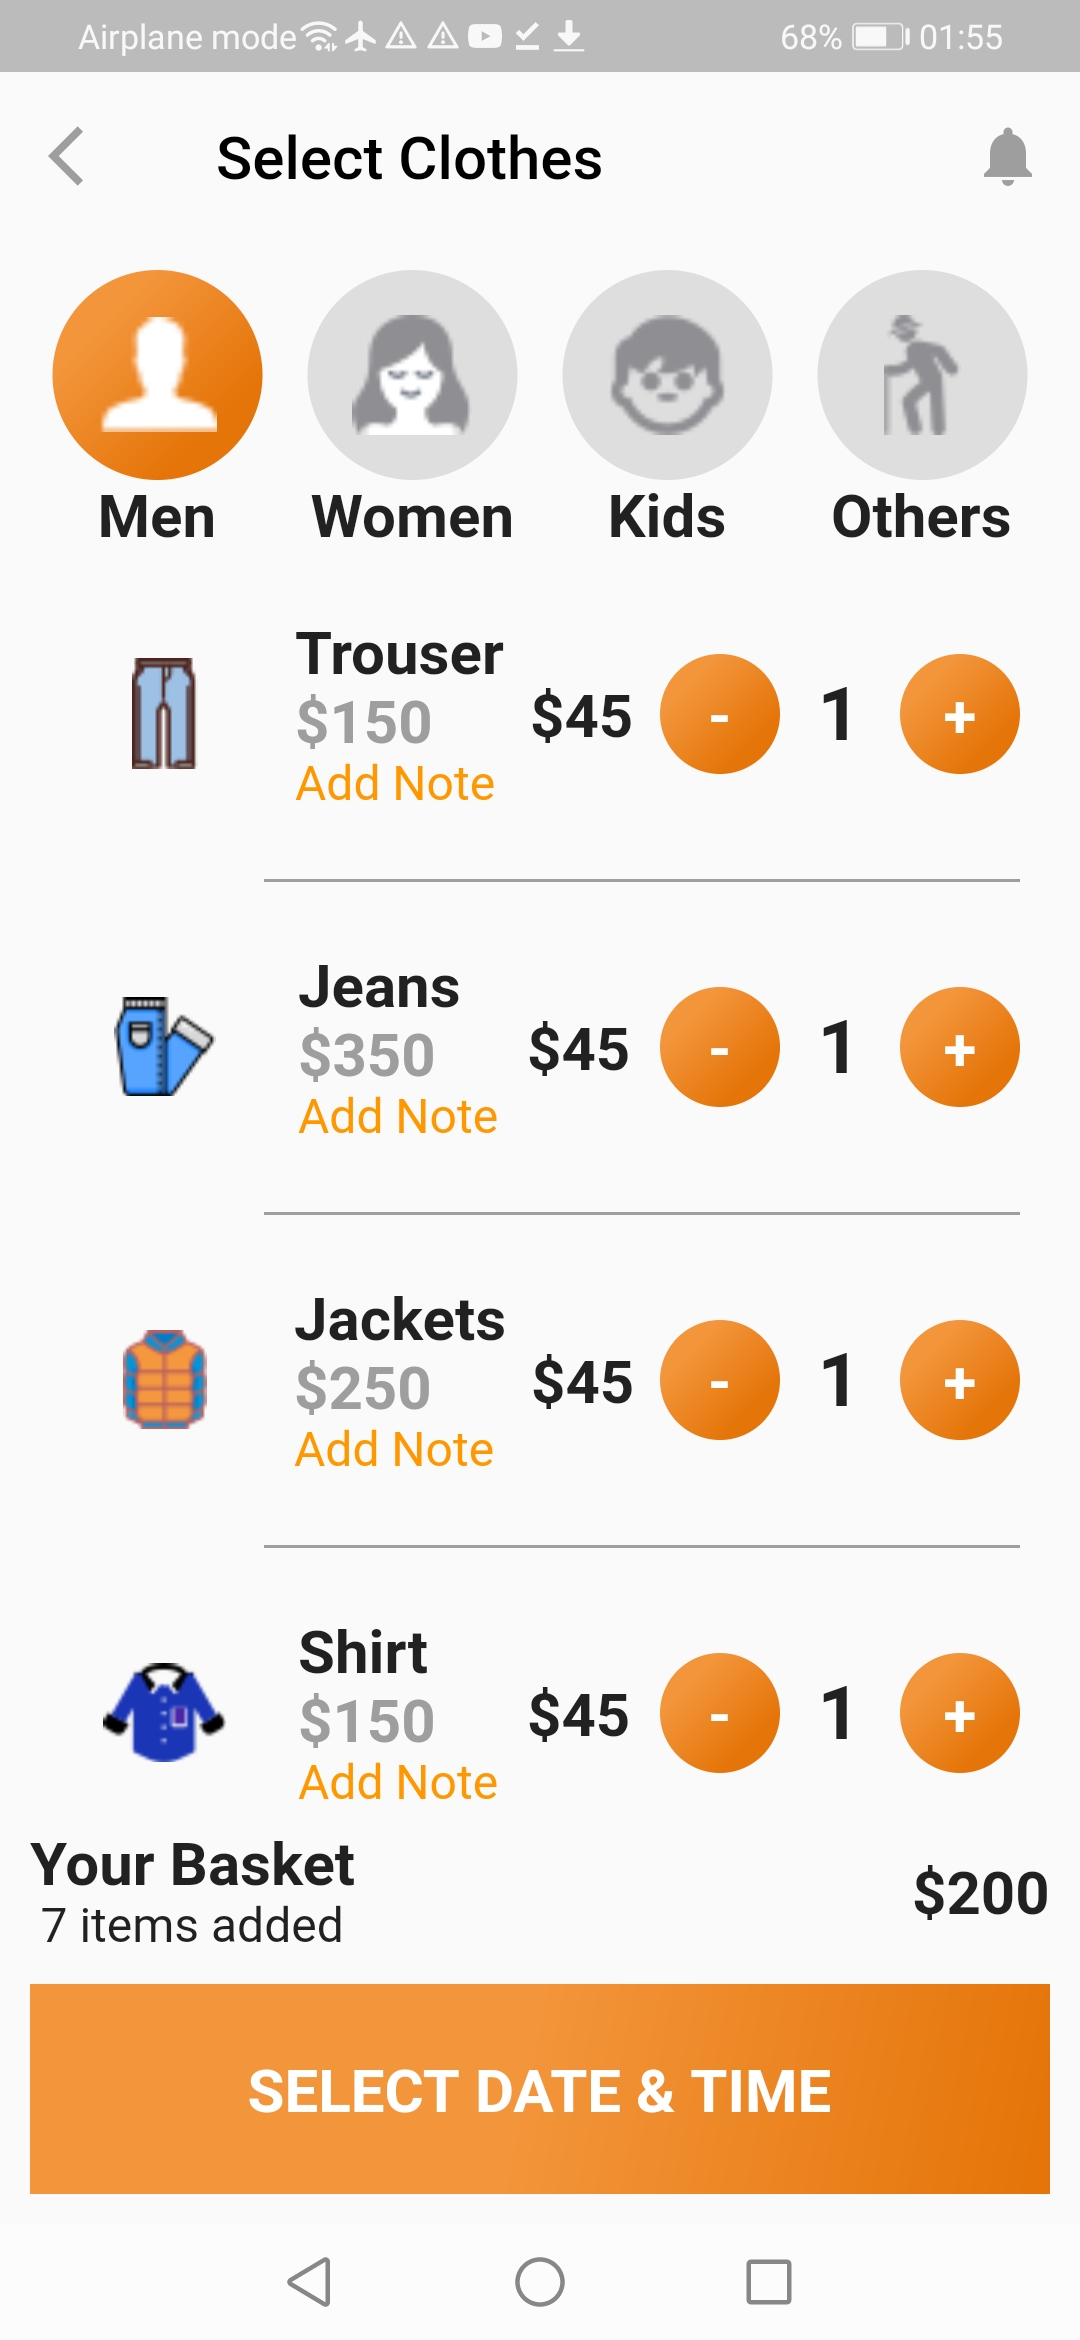 Airplane mode 68% 01:55
Select Clothes
Men Women Kids Others
Trouser
$150 $45 - 1 +
Add Note
Jeans
$350 $45 - 1 +
Add Note
Jackets
$250 $45 - 1 +
Add Note
Shirt
$150 $45 - 1 +
Add Note
Your Basket
7 items added $200
SELECT DATE & TIME